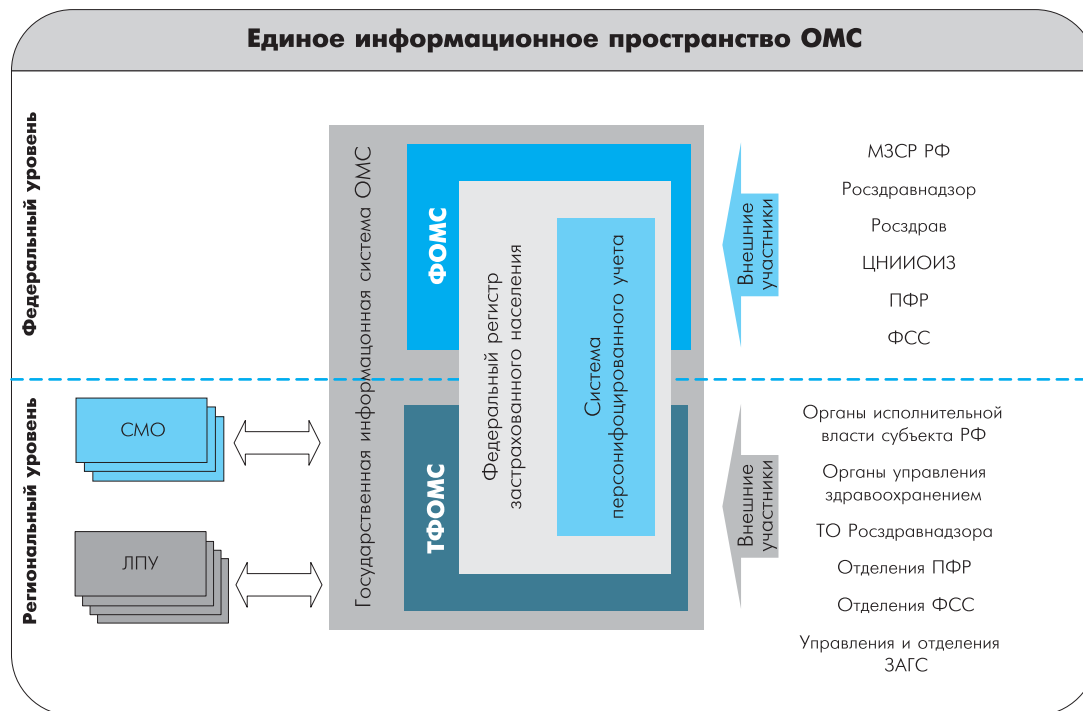 Единое информационное пространство ОМС
Федеральный уровень
Региональный уровень
СМО
ЛПУ
Государственная информацонная система ОМС
ФОМС
ТФОМС
Федеральный регистр
застрахованного населения
Система
персонифоцированного учета
Внешние
участники
МЗСР РФ
Росздравнадзор
Росздрав
ЦНИИОИЗ
ПФР
ФСС
Внешние
участники
Органы исполнительной
власти субъекта РФ
Органы управления
здравоохранением
ТО Росздравнадзора
Отделения ПФР
Отделения ФСС
Управления и отделения
ЗАГС